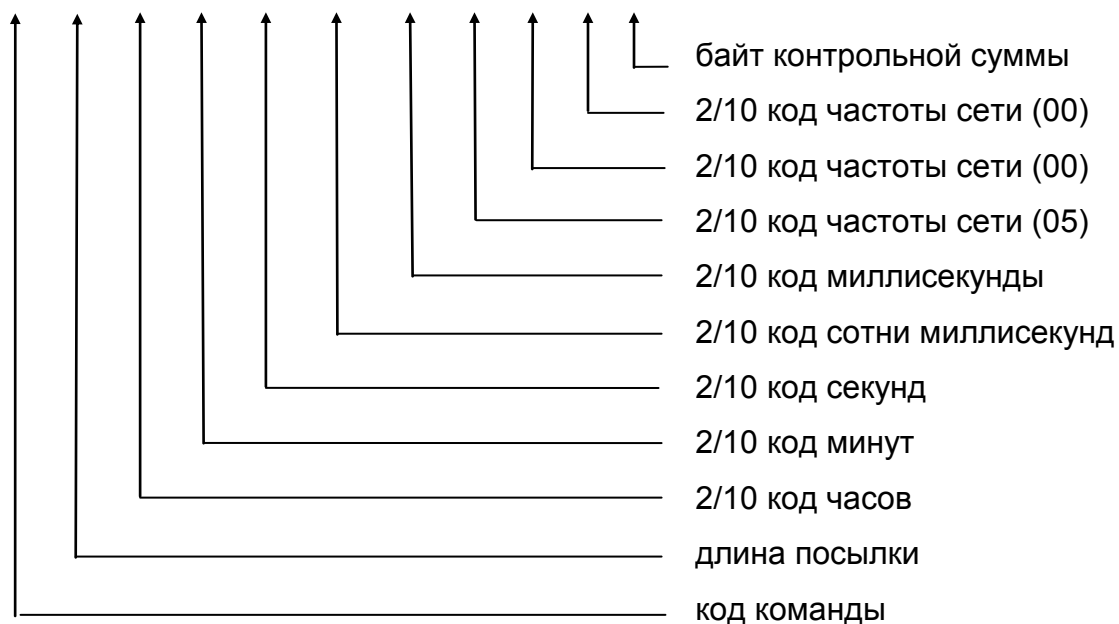 байт контрольной суммы
2/10 код частоты сети (00)
2/10 код частоты сети (00)
2/10 код частоты сети (05)
2/10 код миллисекунды
2/10 код сотни миллисекунд
2/10 код секунд
2/10 код минут
2/10 код часов
длина посылки
код команды